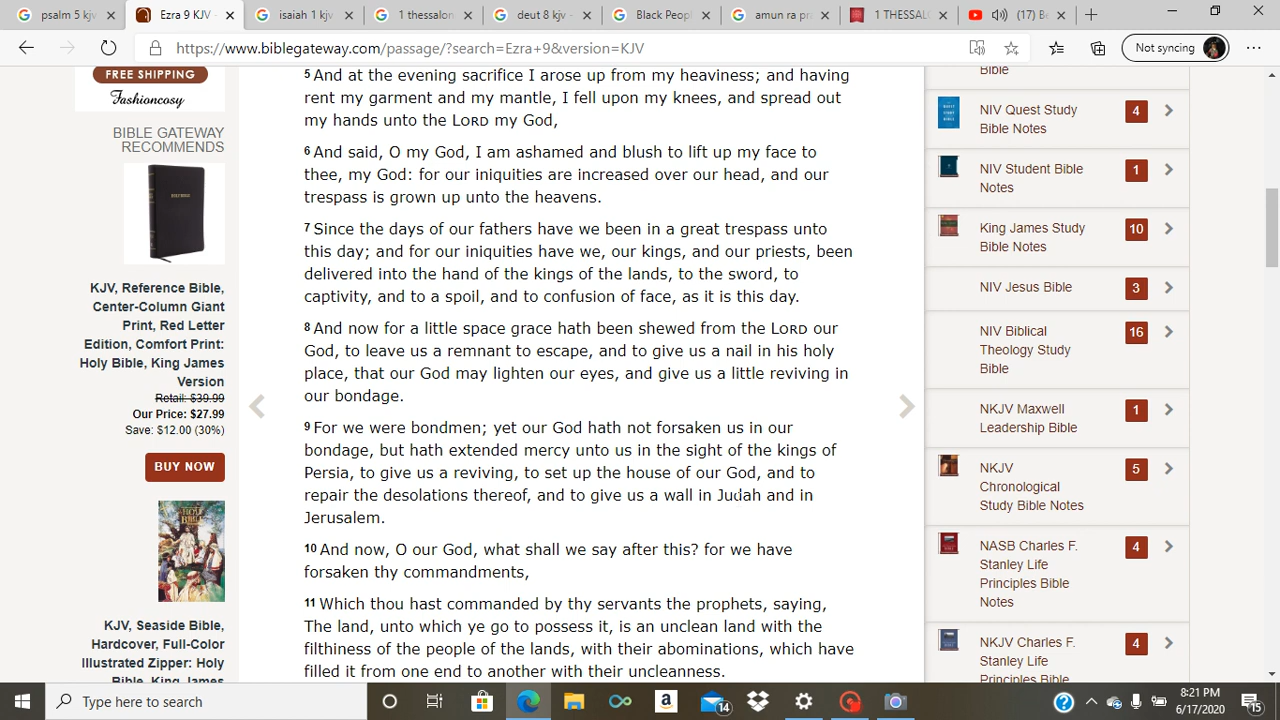 psalm 5 kj
Ezra 9 KJV -
isaiah 1 kjv
1 thessalon
deut 8 kjv -
Black Peopl
amun ra pr
1 THESSAL
(17) Be
https://www.biblegateway.com/passage/?search=Ezra+9&version=KJV
Not syncing
FREE SHIPPING
Fashioncosy
BIBLE GATEWAY
RECOMMENDS
KJV, Reference Bible,
Center-Column Giant
Print, Red Letter
Edition, Comfort Print:
Holy Bible, King James
Version
Retail: $39.99
Our Price: $27.99
Save: $12.00 (30%)
BUY NOW
HOLY
BIBLE
KJV, Seaside Bible,
Hardcover, Full-Color
Illustrated Zipper: Holy
Bible, King James
5 And at the evening sacrifice I arose up from my heaviness; and having
rent my garment and my mantle, I fell upon my knees, and spread out
my hands unto the LORD my God,
6 And said, O my God, I am ashamed and blush to lift up my face to
thee, my God: for our iniquities are increased over our head, and our
trespass is grown up unto the heavens.
7 Since the days of our fathers have we been in a great trespass unto
this day; and for our iniquities have we, our kings, and our priests, been
delivered into the hand of the kings of the lands, to the sword, to
captivity, and to a spoil, and to confusion of face, as it is this day.
8 And now for a little space grace hath been shewed from the LORD our
God, to leave us a remnant to escape, and to give us a nail in his holy
place, that our God may lighten our eyes, and give us a little reviving in
our bondage.
9 For we were bondmen; yet our God hath not forsaken us in our
bondage, but hath extended mercy unto us in the sight of the kings of
Persia, to give us a reviving, to set up the house of our God, and to
repair the desolations thereof, and to give us a wall in Judah and in
Jerusalem.
10 And now, O our God, what shall we say after this? for we have
forsaken thy commandments,
11 Which thou hast commanded by thy servants the prophets, saying,
The land, unto which ye go to possess it, is an unclean land with the
filthiness of the people of the lands, with their abominations, which have
filled it from one end to another with their uncleanness.
Bible
NIV Quest Study
Bible Notes
4
NIV Student Bible
Notes
1
King James Study
Bible Notes
10
NIV Jesus Bible
3
NIV Biblical
Theology Study
Bible
16
NKJV Maxwell
Leadership Bible
1
NKJV
Chronological
Study Bible Notes
5
NASB Charles F.
Stanley Life
Principles Bible
Notes
4
NKJV Charles F.
Stanley Life
Principles Bible
4
Type here to search
14
8:21 PM
6/17/2020
15